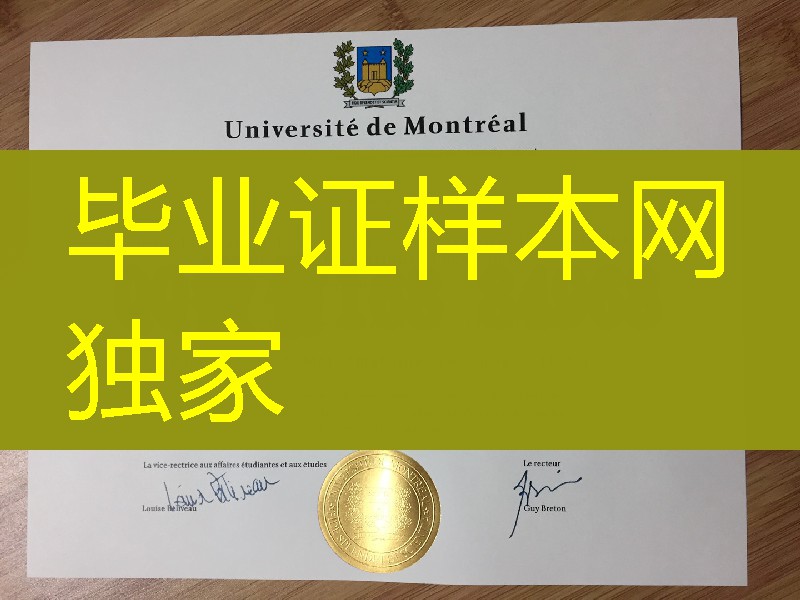 Université de Montréal
毕业证样本网
独家
La vice-rectrice aux affaires étudiantes et aux études
Le recteur
Louise Béliveau
Guy Breton